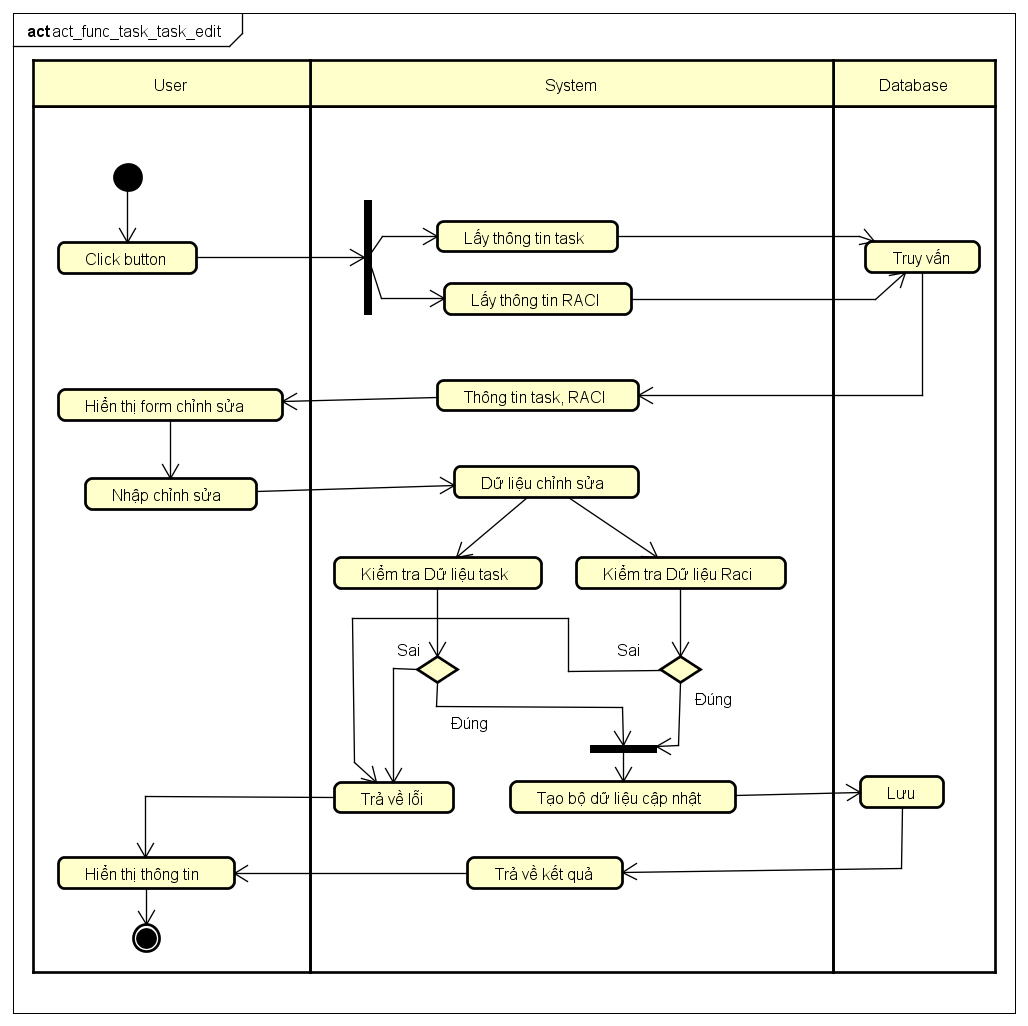 act act_func_task_task_edit
User
System
Database
Click button
Lấy thông tin task
Truy vấn
Lấy thông tin RACI
Hiển thị form chỉnh sửa
Thông tin task, RACI
Nhập chỉnh sửa
Dữ liệu chỉnh sửa
Kiểm tra Dữ liệu task
Kiểm tra Dữ liệu Raci
Sai
Sai
Đúng
Đúng
Trả về lỗi
Tạo bộ dữ liệu cập nhật
Lưu
Hiển thị thông tin
Trả về kết quả